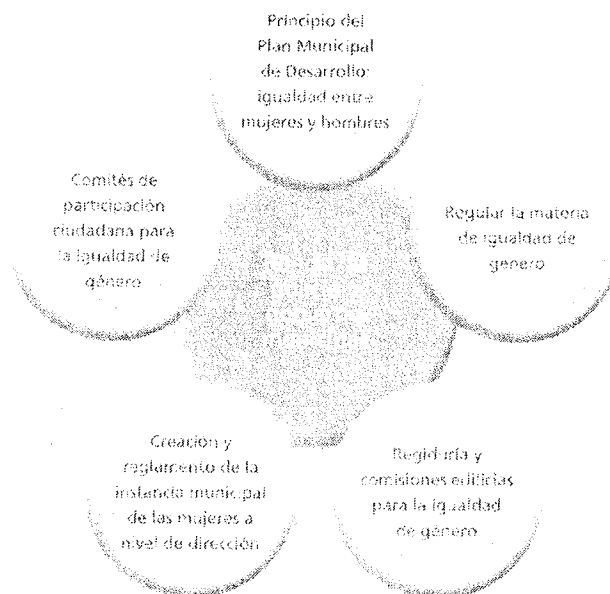 Principio del
Plan Municipal
de Desarrollo:
igualdad entre
mujeres y hombres
Comités de
participación
ciudadana para
la igualdad de
género
Regular la materia
de igualdad de
genero
Creación y
reglamento de la
instancia municipal
de las mujeres a
nivel de dirección
Regiduría y
comisiones edilicias
para la igualdad
de género